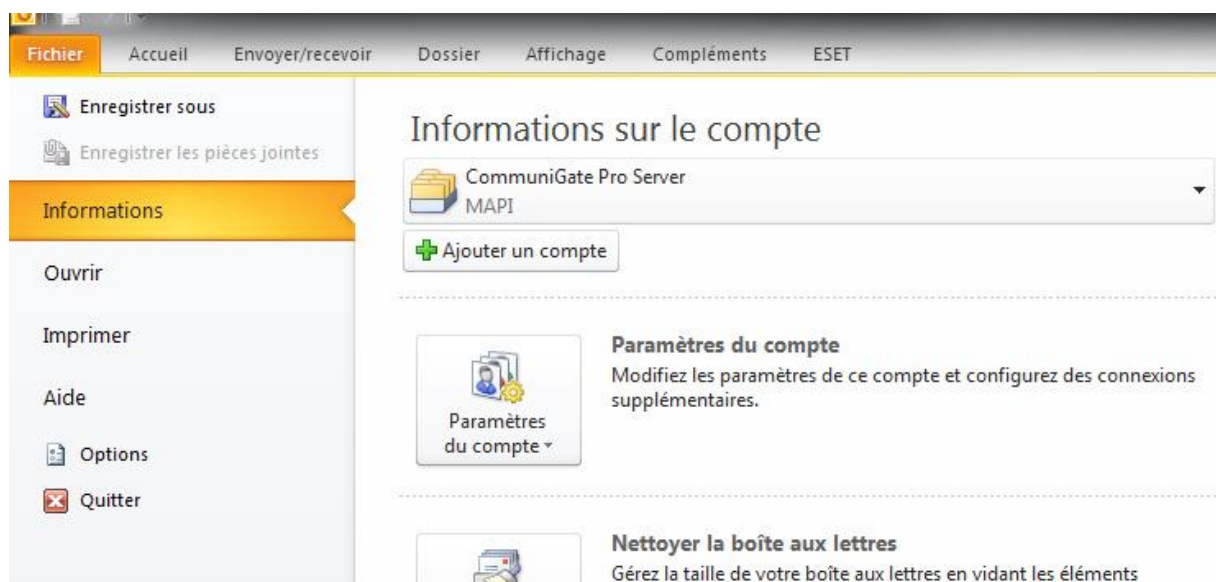 Fichier Accueil Envoyer/recevoir Dossier Affichage Compléments ESET
Enregistrer sous
Enregistrer les pièces jointes
Informations
Ouvrir
Imprimer
Aide
Options
Quitter
Informations sur le compte
CommuniGate Pro Server
MAPI
Ajouter un compte
Paramètres
du compte
Paramètres du compte
Modifiez les paramètres de ce compte et configurez des connexions
supplémentaires.
Nettoyer la boîte aux lettres
Gérez la taille de votre boîte aux lettres en vidant les éléments